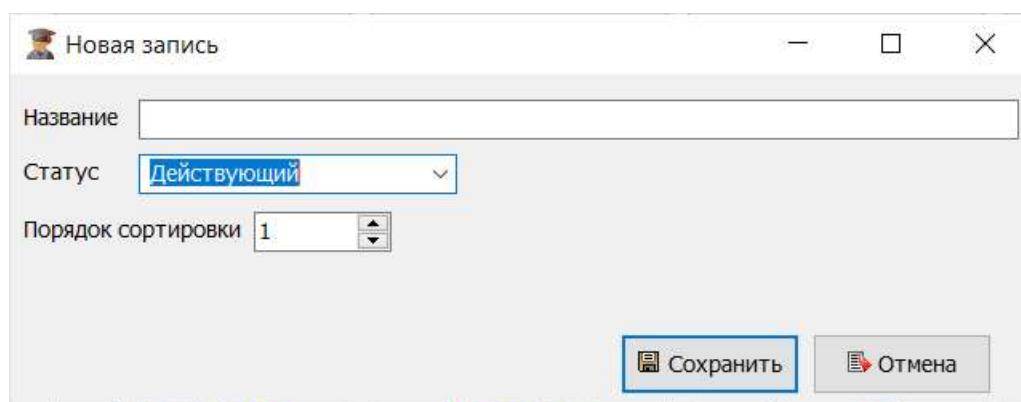 Новая запись
Название
Статус Действующий
Порядок сортировки 1
Сохранить Отмена